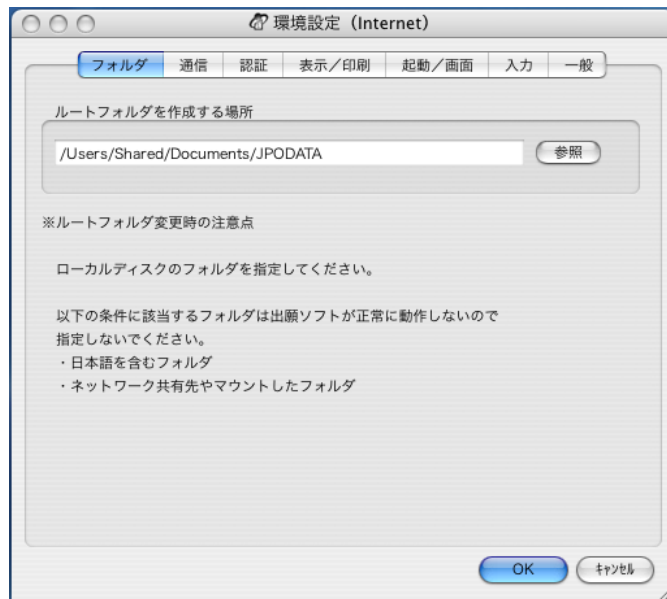 環境設定（Internet）
フォルダ 通信 認証 表示／印刷 起動／画面 入力 一般
ルートフォルダを作成する場所
/Users/Shared/Documents/JPODATA 参照
※ルートフォルダ変更時の注意点
ローカルディスクのフォルダを指定してください。
以下の条件に該当するフォルダは出願ソフトが正常に動作しないので
指定しないでください。
・日本語を含むフォルダ
・ネットワーク共有先やマウントしたフォルダ
OK ｷｬﾝｾﾙ